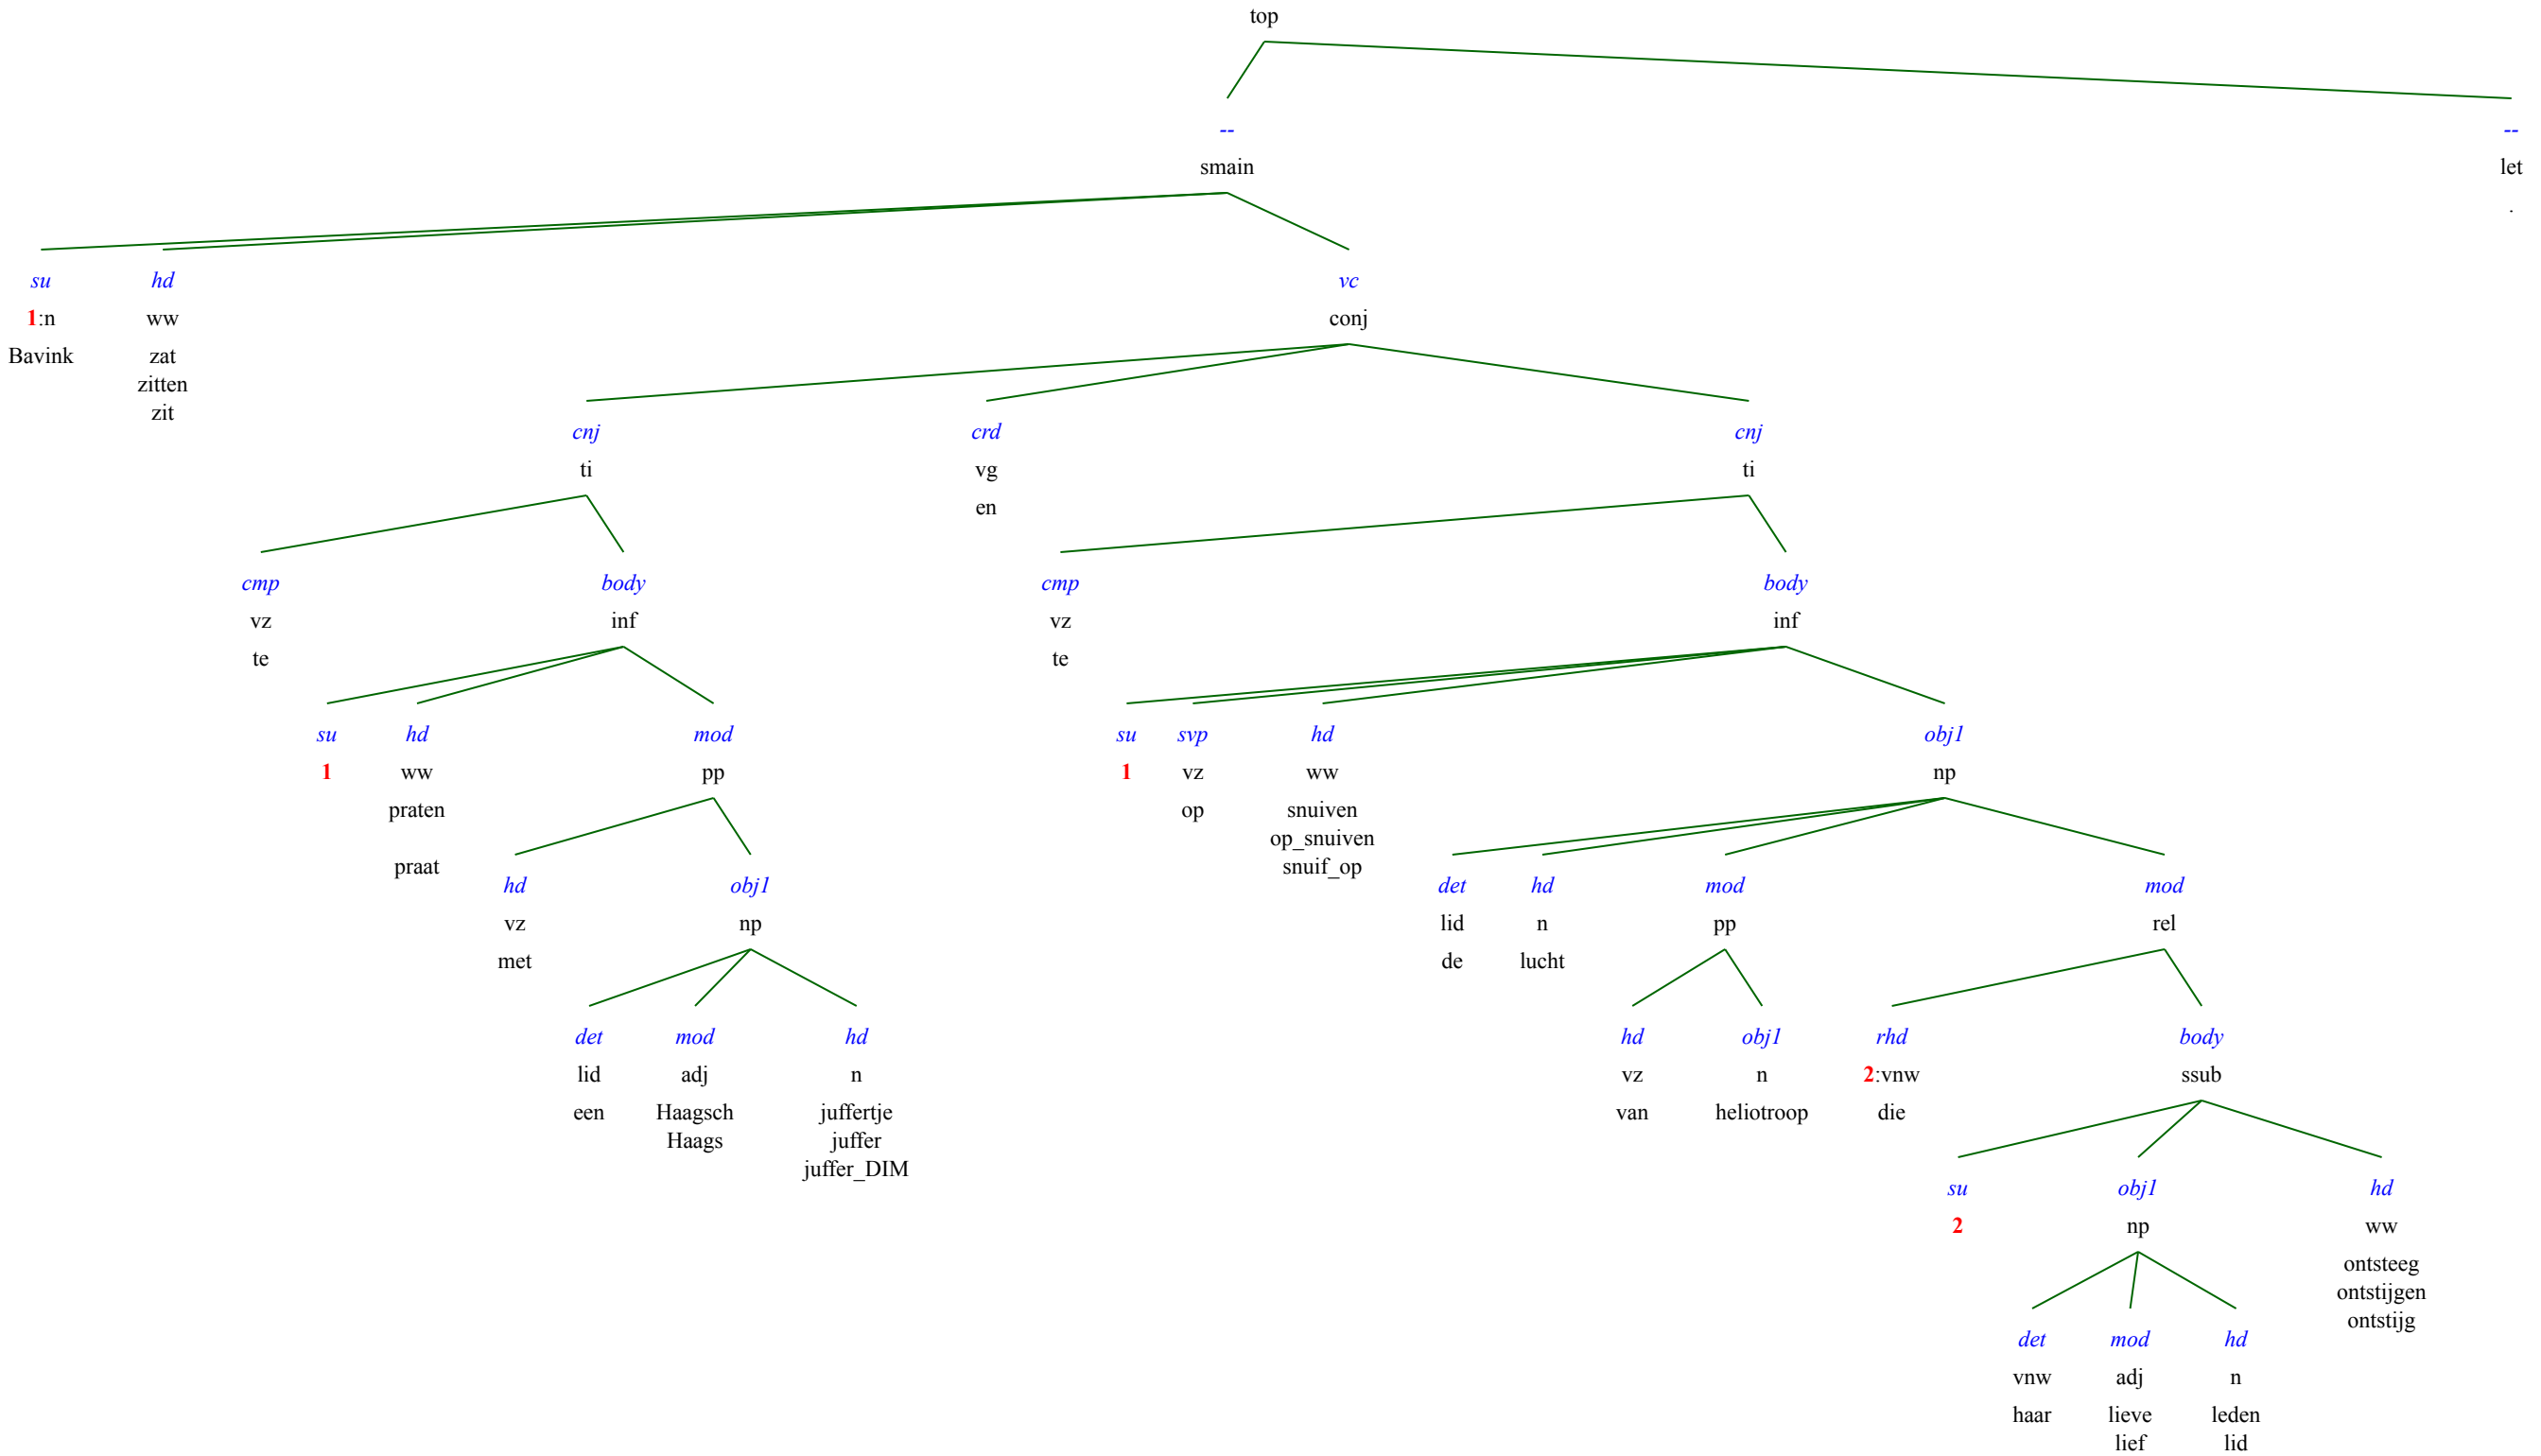 top
-- --
smain let
.
su hd vc
1:n ww conj
Bavink zat
zitten
zit
cnj crd cnj
ti vg ti
en
cmp body cmp body
vz inf vz inf
te te
su hd mod su svp hd obj1
1 ww pp 1 vz ww np
praten op snuiven
op_snuiven
praat snuif_op
hd obj1 det hd mod mod
vz np lid n pp rel
met de lucht
det mod hd hd obj1 rhd body
lid adj n vz n 2:vnw ssub
een Haagsch juffertje van heliotroop die
Haags juffer
juffer_DIM
su obj1 hd
2 np ww
ontsteeg
ontstijgen
ontstijg
det mod hd
vnw adj n
haar lieve leden
lief lid